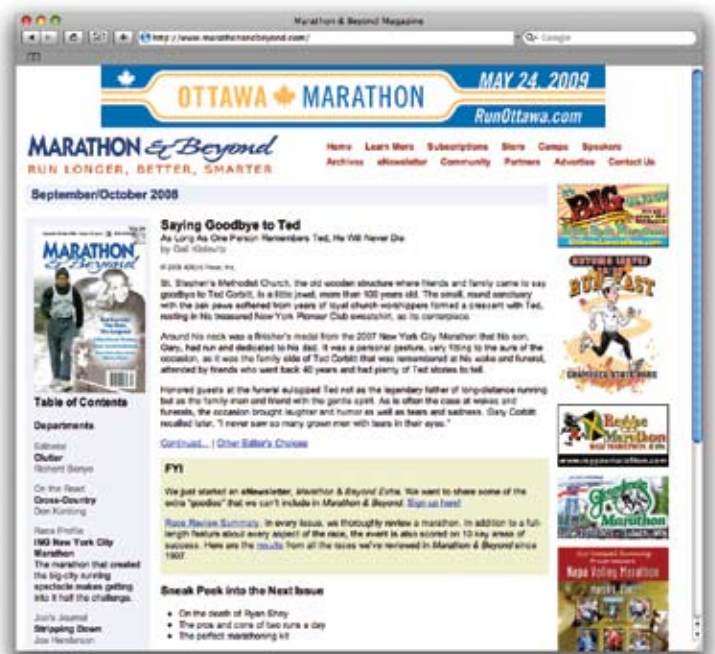 Marathon & Beyond Magazine
http://www.marathonandbeyond.com/
Google
OTTAWA MARATHON
MAY 24, 2009
RunOttawa.com
MARATHON & Beyond
RUN LONGER, BETTER, SMARTER
Home Learn More Subscriptions Store Camps Speakers
Archives eNewsletter Community Partners Advertise Contact Us
September/October 2008
MARATHON
& Beyond
Table of Contents
Departments
Editorial
Clutter
Richard Benyo
On the Road
Cross-Country
Don Kardong
Race Profile
ING New York City
Marathon
The marathon that created
the big-city running
spectacle makes getting
into it half the challenge.
Joe's Journal
Stripping Down
Joe Henderson
Saying Goodbye to Ted
As Long As One Person Remembers Ted, He Will Never Die
by Gail Kislevitz
St. Stephen's Methodist Church, the old wooden structure where friends and family came to say
goodbye to Ted Corbitt, is a little jewel, more than 100 years old. The small, round sanctuary
with the oak pews softened from years of loyal church worshippers formed a crescent with Ted,
resting in his treasured New York Pioneer Club sweatshirt, as its centerpiece.
Around his neck was a finisher's medal from the 2007 New York City Marathon that his son,
Gary, had run and dedicated to his dad. It was a personal gesture, very fitting to the aura of the
occasion, as it was the family side of Ted Corbitt that was remembered at his wake and funeral,
attended by friends who went back 40 years and had plenty of Ted stories to tell.
Honored guests at the funeral eulogized Ted not as the legendary father of long-distance running
but as the family man and friend with the gentle spirit. As is often the case at wakes and
funerals, the occasion brought laughter and humor as well as tears and sadness. Gary Corbitt
recalled later, "I never saw so many grown men with tears in their eyes."
Continued... | Other Editor's Choices
FYI
We just started an eNewsletter, Marathon & Beyond Extra. We want to share some of the
extra "goodies" that we can't include in Marathon & Beyond. Sign up here!
Race Review Summary. In every issue, we thoroughly review a marathon. In addition to a full-
length feature about every aspect of the race, the event is also scored on 10 key areas of
success. Here are the results from all the races we've reviewed in Marathon & Beyond since
1997.
Sneak Peek into the Next Issue
On the death of Ryan Shay
The pros and cons of two runs a day
The perfect marathoning kit
BIG
Marathon
Reggae
Marathon
www.reggaemarathon.com
Marathon
Napa Valley Marathon